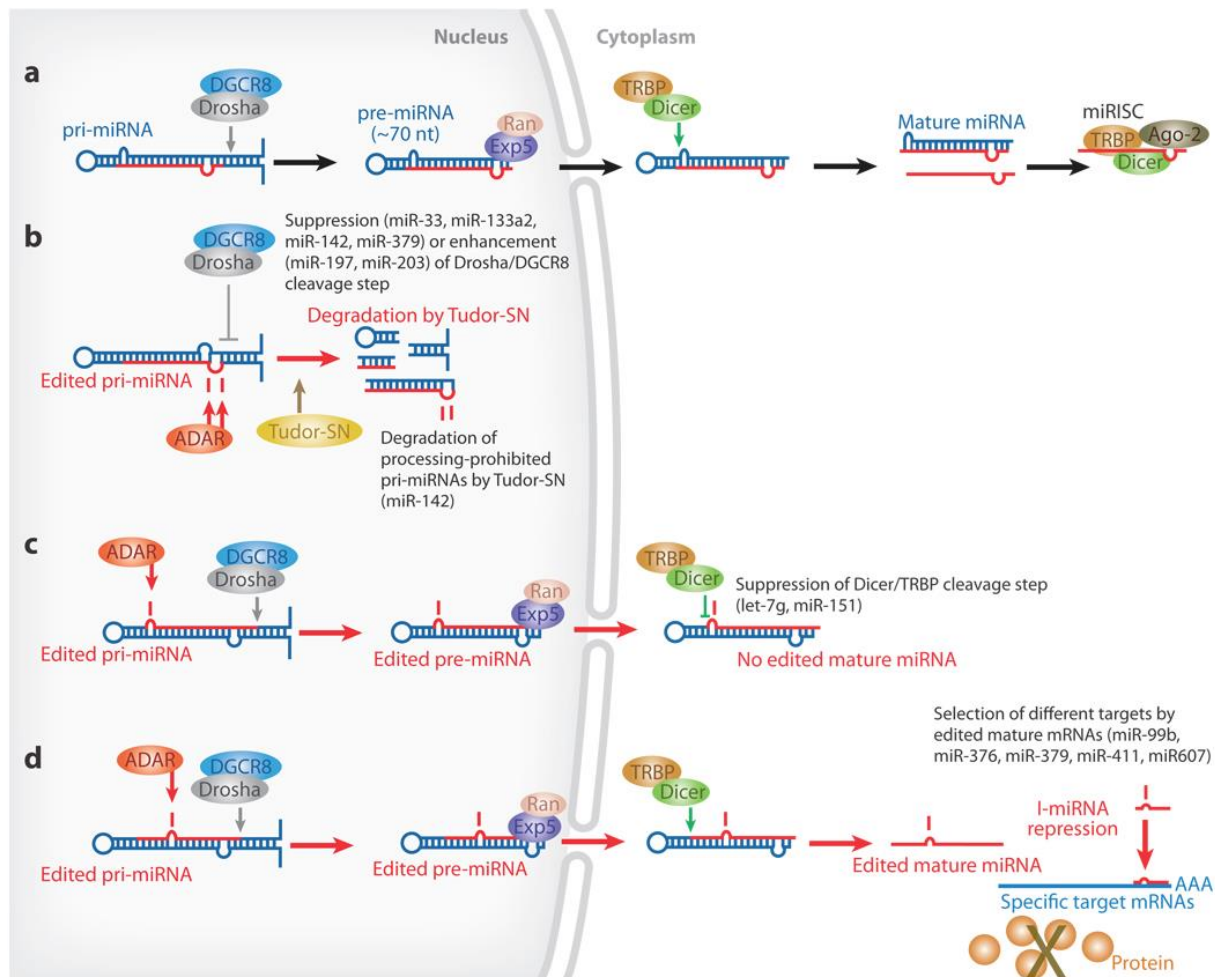 Nucleus
Cytoplasm
a
DGCR8
Drosha
pri-miRNA
pre-miRNA
(~70 nt)
Ran
Exp5
TRBP
Dicer
Mature miRNA
miRISC
TRBP
Ago-2
Dicer
b
DGCR8
Drosha
Suppression (miR-33, miR-133a2,
miR-142, miR-379) or enhancement
(miR-197, miR-203) of Drosha/DGCR8
cleavage step
Degradation by Tudor-SN
Edited pri-miRNA
I I
ADAR
Tudor-SN
I I
Degradation of
processing-prohibited
pri-miRNAs by Tudor-SN
(miR-142)
c
ADAR
I
DGCR8
Drosha
Edited pri-miRNA
I
Ran
Exp5
Edited pre-miRNA
TRBP
Dicer
I
Suppression of Dicer/TRBP cleavage step
(let-7g, miR-151)
No edited mature miRNA
d
ADAR
I
DGCR8
Drosha
Edited pri-miRNA
I
Ran
Exp5
Edited pre-miRNA
TRBP
Dicer
I
I
Edited mature miRNA
Selection of different targets by
edited mature mRNAs (miR-99b,
miR-376, miR-379, miR-411, miR607)
I
I-miRNA
repression
AAA
Specific target mRNAs
Protein